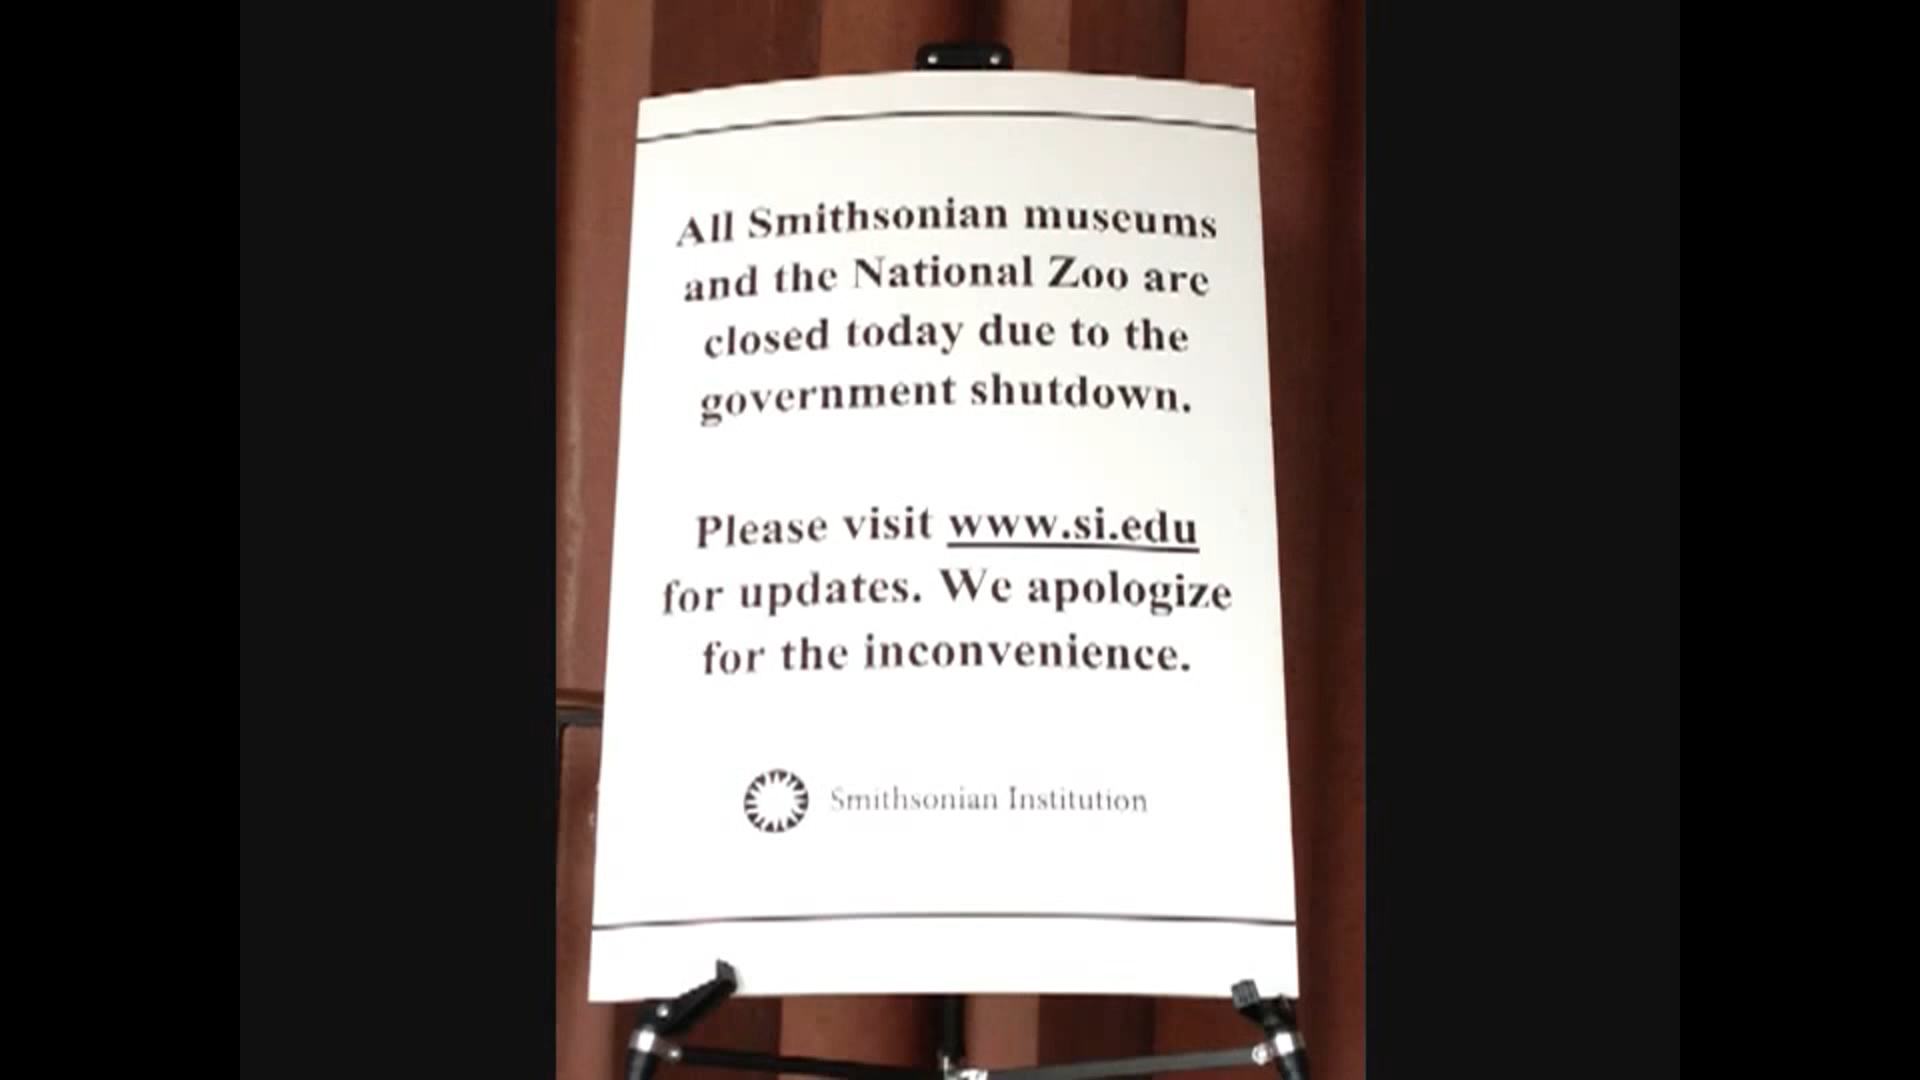 All Smithsonian museums
and the National Zoo are
closed today due to the
government shutdown.
Please visit www.si.edu
for updates. We apologize
for the inconvenience.
Smithsonian Institution